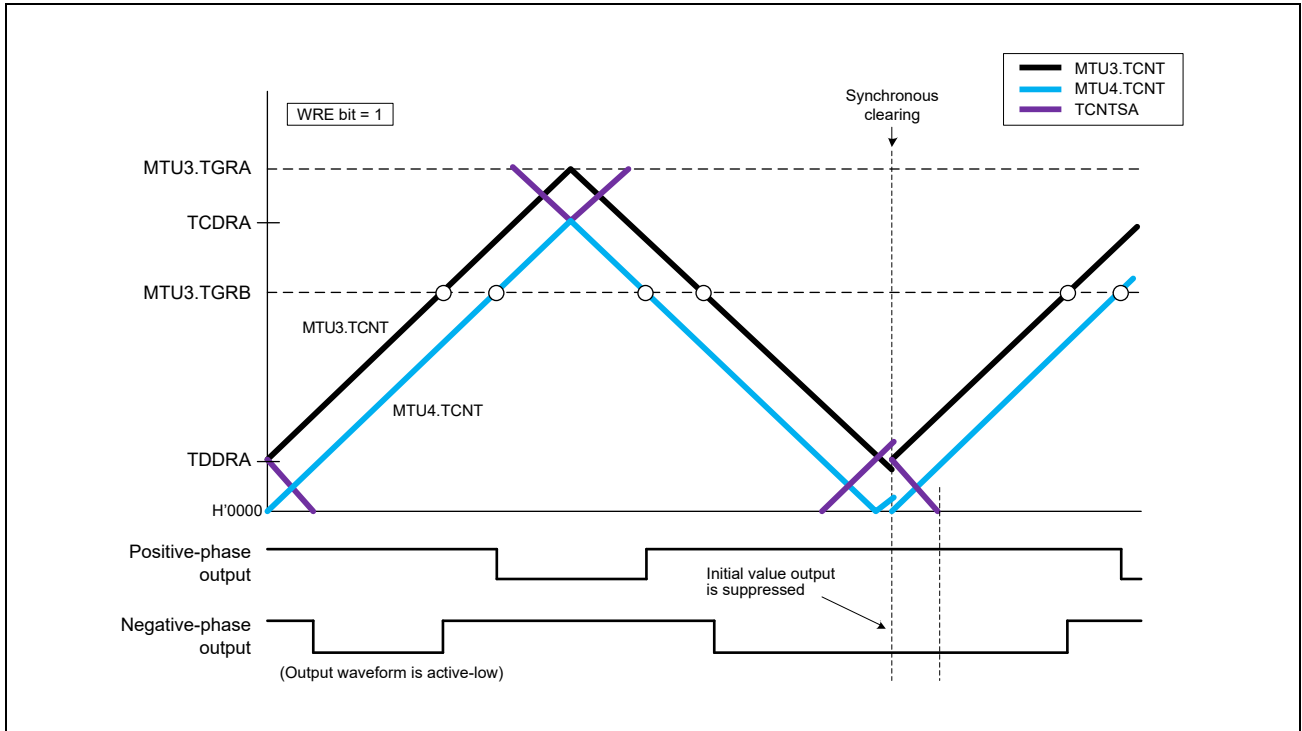 MTU3.TCNT
MTU4.TCNT
TCNTSA
Synchronous
clearing
WRE bit = 1
MTU3.TGRA
TCDRA
MTU3.TGRB
MTU3.TCNT
MTU4.TCNT
TDDRA
H'0000
Positive-phase
output
Initial value output
is suppressed
Negative-phase
output
(Output waveform is active-low)